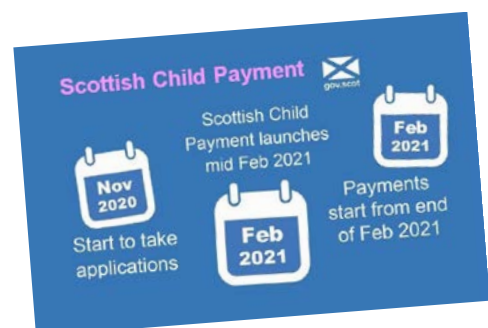 Scottish Child Payment
gov.scot
Nov
2020
Start to take
applications
Scottish Child
Payment launches
mid Feb 2021
Feb
2021
Feb
2021
Payments
start from end
of Feb 2021